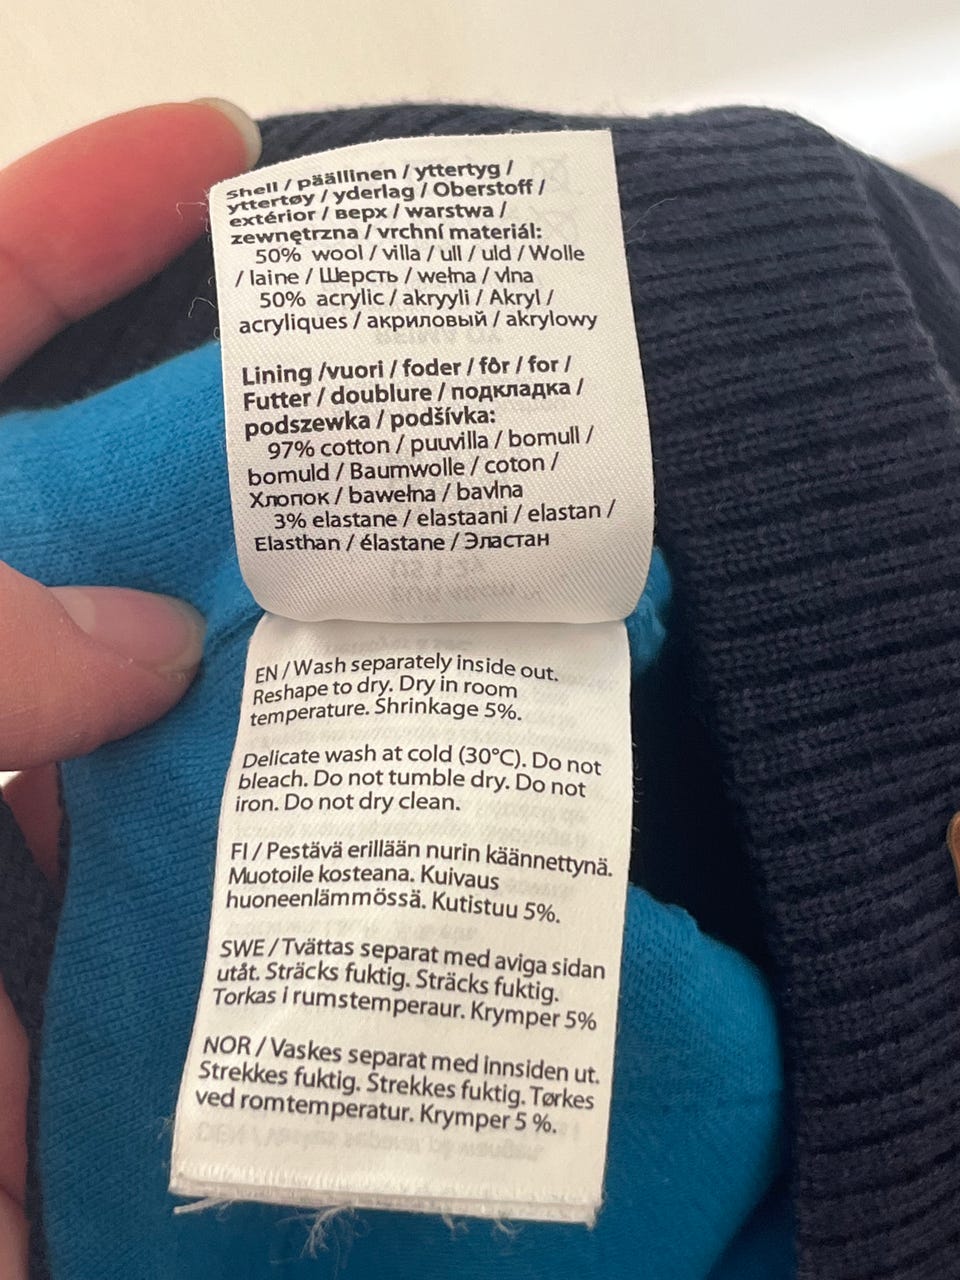 Shell / päällinen / yttertyg /
yttertøy / yderlag / Oberstoff /
extérior / верх / warstwa /
zewnętrzna / vrchní materiál:
50% wool / villa / ull / uld / Wolle
/ laine / Шерсть / wełna / vlna
50% acrylic / akryyli / Akryl /
acryliques / акриловый / akrylowy
Lining /vuori / foder / fôr / for /
Futter / doublure / подкладка /
podszewka / podšívka:
97% cotton / puuvilla / bomull /
bomuld / Baumwolle / coton /
Хлопок / bawełna / bavlna
3% elastane / elastaani / elastan /
Elasthan / élastane / Эластан
EN / Wash separately inside out.
Reshape to dry. Dry in room
temperature. Shrinkage 5%.
Delicate wash at cold (30°C). Do not
bleach. Do not tumble dry. Do not
iron. Do not dry clean.
FI / Pestävä erillään nurin käännettynä.
Muotoile kosteana. Kuivaus
huoneenlämmössä. Kutistuu 5%.
SWE / Tvättas separat med aviga sidan
utåt. Sträcks fuktig. Sträcks fuktig.
Torkas i rumstemperaur. Krymper 5%
NOR / Vaskes separat med innsiden ut.
Strekkes fuktig. Strekkes fuktig. Tørkes
ved romtemperatur. Krymper 5 %.